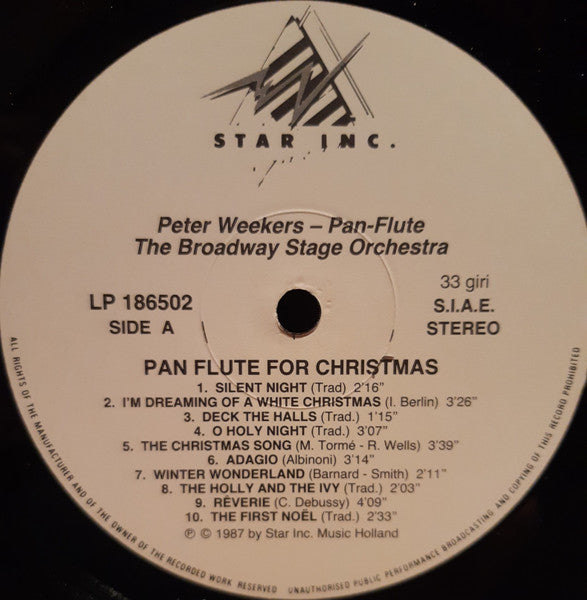 STAR INC.
Peter Weekers – Pan-Flute
The Broadway Stage Orchestra
33 giri
LP 186502
S.I.A.E.
SIDE A
STEREO
PAN FLUTE FOR CHRISTMAS
1. SILENT NIGHT (Trad) 2'16"
2. I'M DREAMING OF A WHITE CHRISTMAS (I. Berlin) 3'26"
3. DECK THE HALLS (Trad.) 1'15"
4. O HOLY NIGHT (Trad.) 3'07"
5. THE CHRISTMAS SONG (M. Tormé - R. Wells) 3'39"
6. ADAGIO (Albinoni) 3'14"
7. WINTER WONDERLAND (Barnard - Smith) 2'11"
8. THE HOLLY AND THE IVY (Trad.) 2'03"
9. RÊVERIE (C. Debussy) 4'09"
10. THE FIRST NOËL (Trad.) 2'33"
℗ © 1987 by Star Inc. Music Holland
ALL RIGHTS OF THE MANUFACTURER AND OF THE OWNER OF THE RECORDED WORK RESERVED UNAUTHORISED PUBLIC PERFORMANCE BROADCASTING AND COPYING OF THIS RECORD PROHIBITED